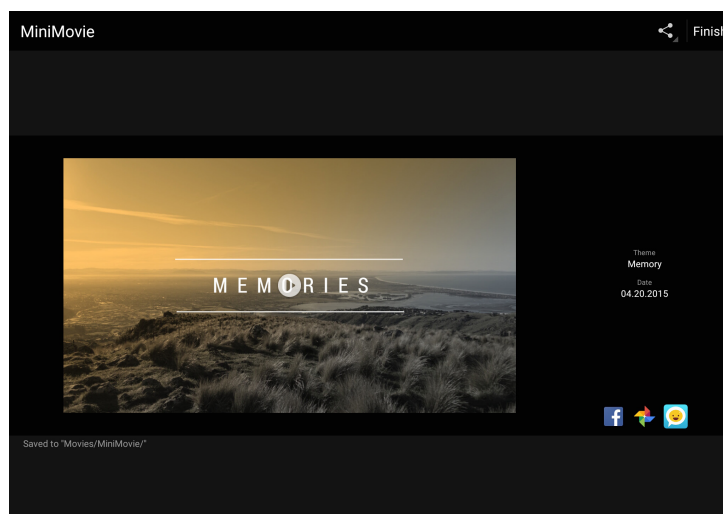 MiniMovie
Finish
MEMORIES
Theme
Memory
Date
04.20.2015
Saved to "Movies/MiniMovie/"